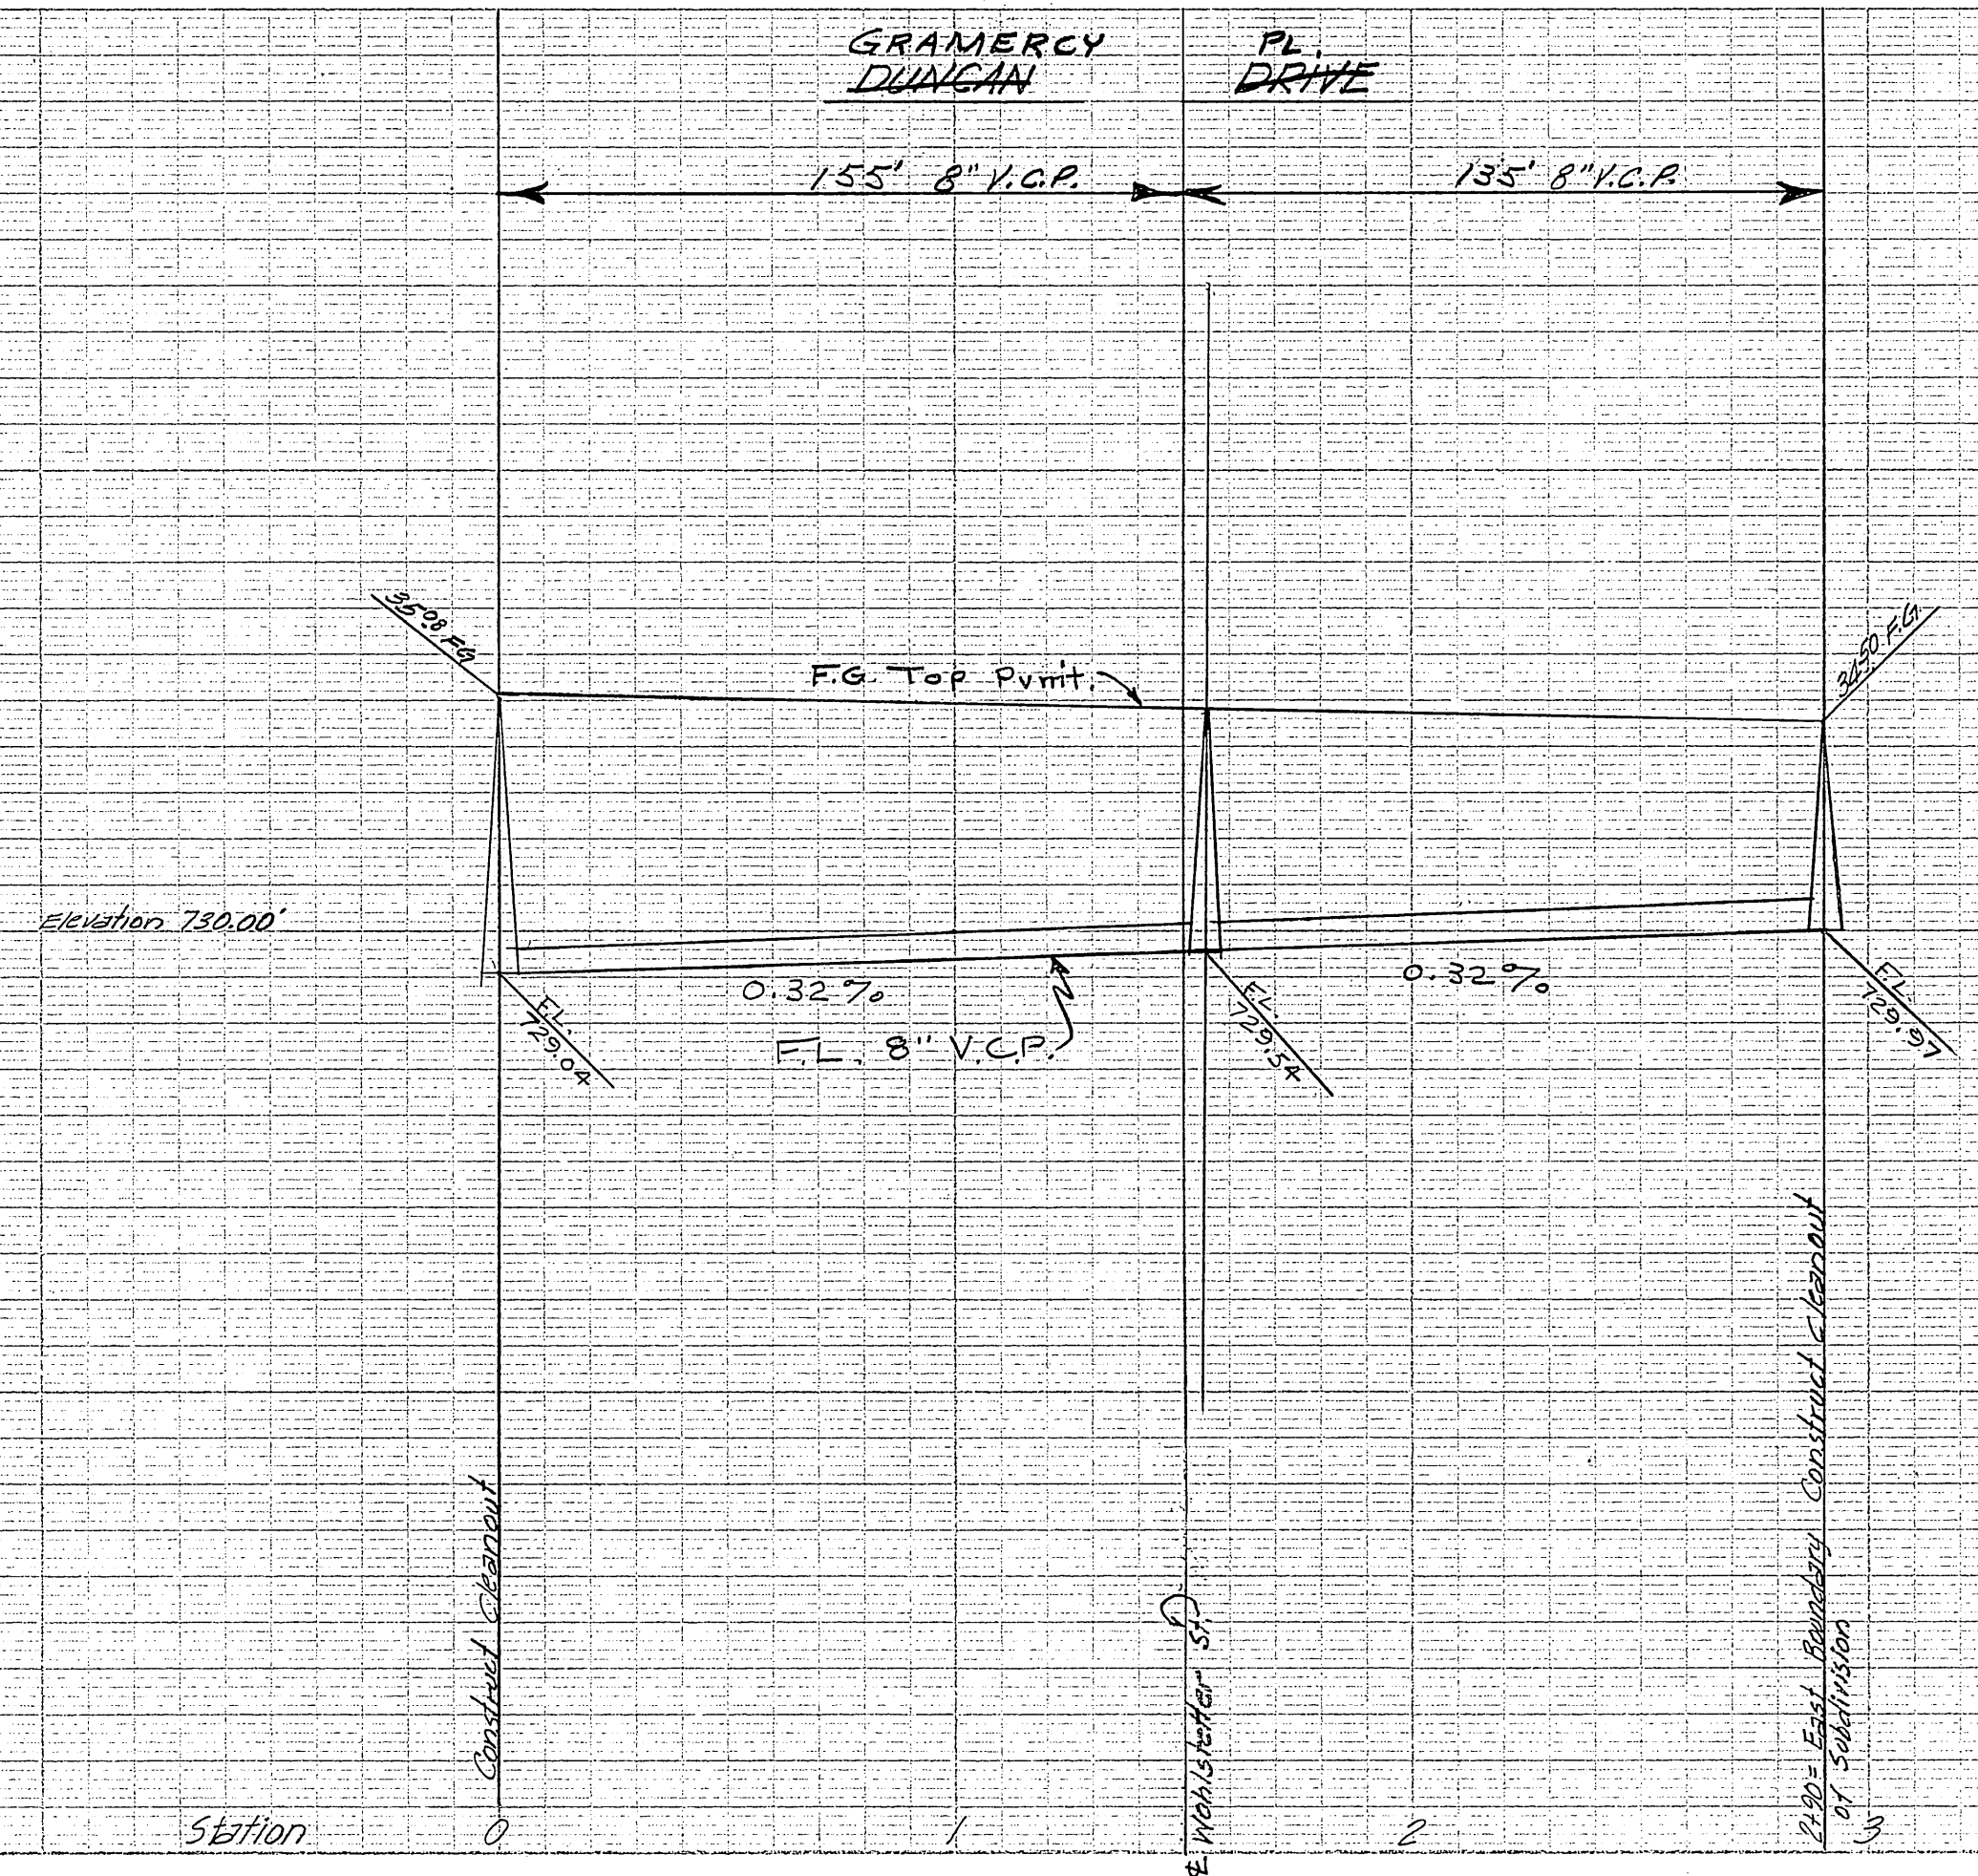 GRAMERCY PL.
DUNCAN DRIVE
155' 8" V.C.P.
135' 8" V.C.P.
35.08 F.G
34.50 F.G.
F.G. Top Pvm't.
Elevation 730.00'
0.32%
0.32%
F.L.
729.04
F.L. 8" V.C.P.
F.L.
729.54
F.L.
729.97
Construct Cleanout
℄ Wohlstetter St.
2+90= East Boundary Construct Cleanout
of Subdivision
Station 0 1 2 3